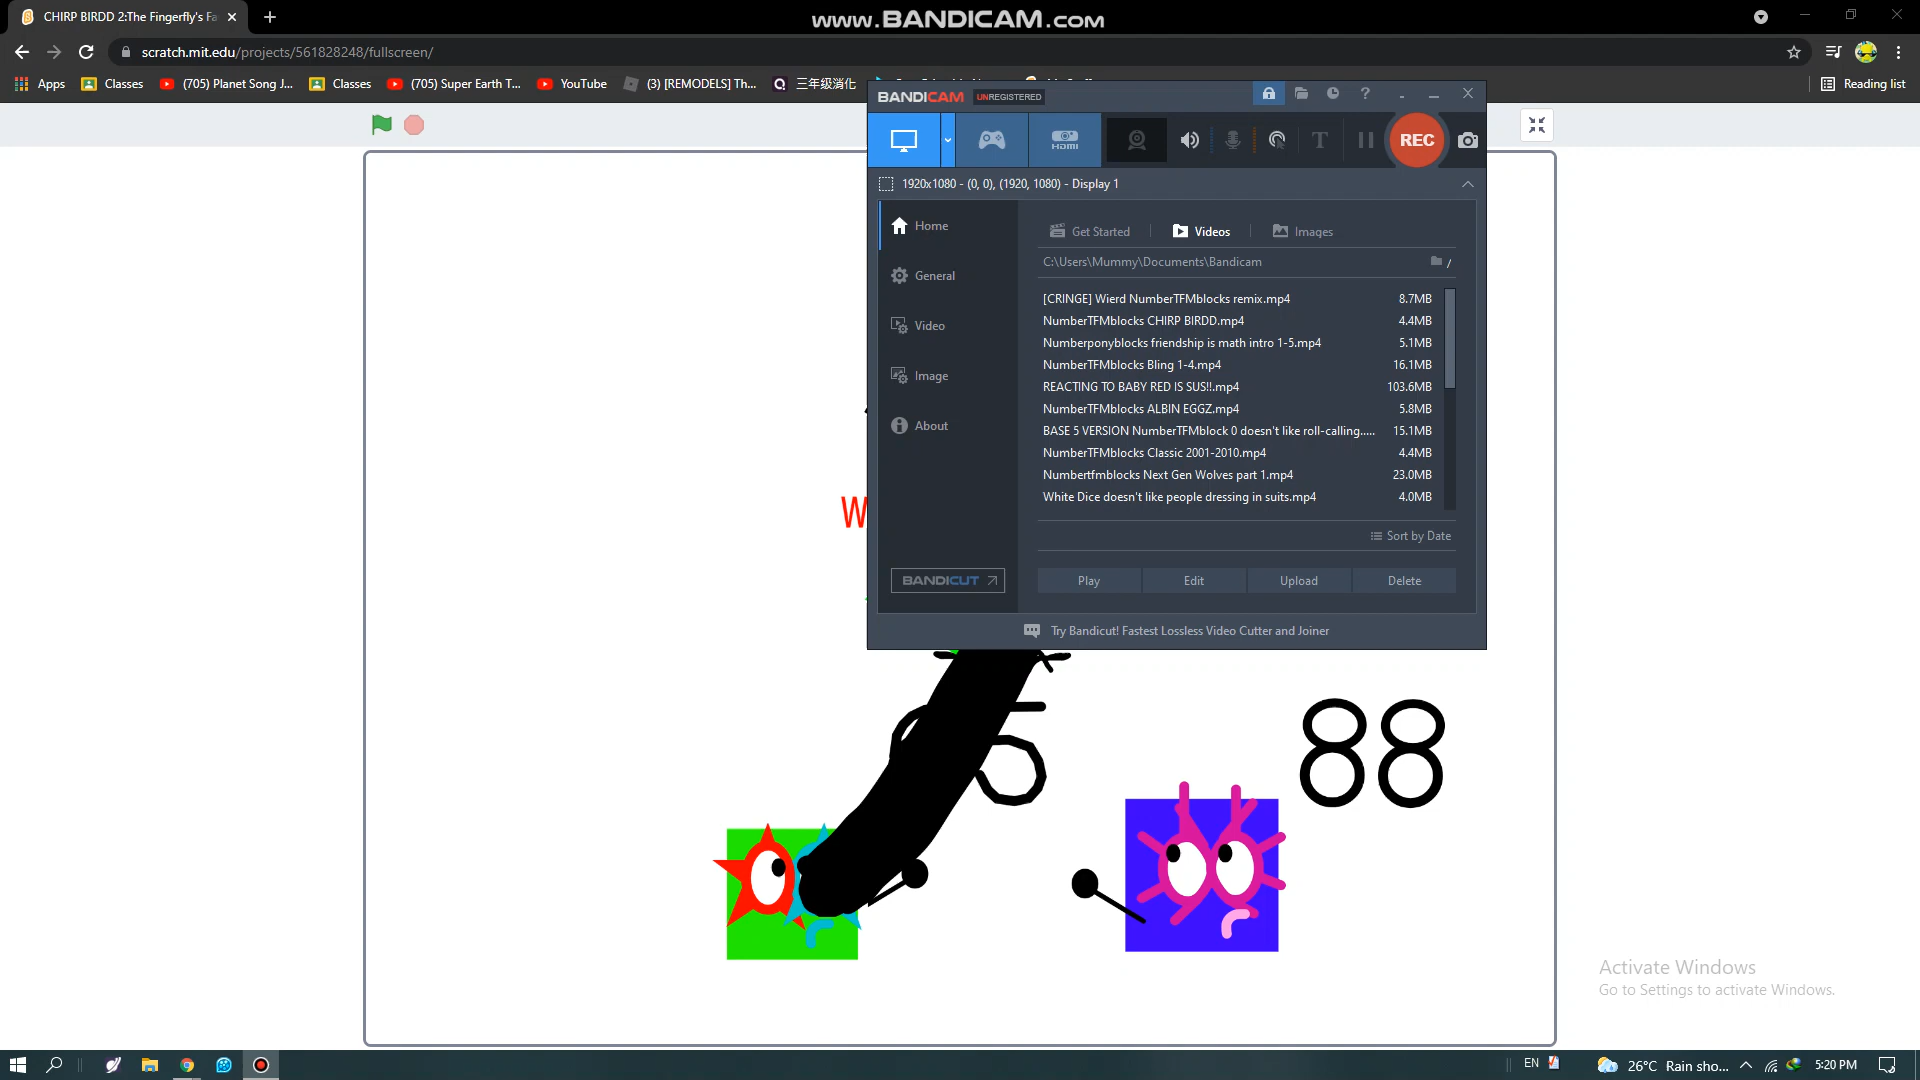 CHIRP BIRDD 2:The Fingerfly's Fa
www.BANDICAM.com
scratch.mit.edu/projects/561828248/fullscreen/
Apps
Classes
(705) Planet Song J...
Classes
(705) Super Earth T...
YouTube
(3) [REMODELS] Th...
三年级消化
Reading list
BANDICAM
UNREGISTERED
HDMI
REC
1920x1080 - (0, 0), (1920, 1080) - Display 1
Home
General
Video
Image
About
Get Started
Videos
Images
C:\Users\Mummy\Documents\Bandicam
/
[CRINGE] Wierd NumberTFMblocks remix.mp4 8.7MB
NumberTFMblocks CHIRP BIRDD.mp4 4.4MB
Numberponyblocks friendship is math intro 1-5.mp4 5.1MB
NumberTFMblocks Bling 1-4.mp4 16.1MB
REACTING TO BABY RED IS SUS!!.mp4 103.6MB
NumberTFMblocks ALBIN EGGZ.mp4 5.8MB
BASE 5 VERSION NumberTFMblock 0 doesn't like roll-calling..... 15.1MB
NumberTFMblocks Classic 2001-2010.mp4 4.4MB
Numbertfmblocks Next Gen Wolves part 1.mp4 23.0MB
White Dice doesn't like people dressing in suits.mp4 4.0MB
Sort by Date
BANDICUT
Play
Edit
Upload
Delete
Try Bandicut! Fastest Lossless Video Cutter and Joiner
W
88
Activate Windows
Go to Settings to activate Windows.
EN
26°C Rain sho...
5:20 PM